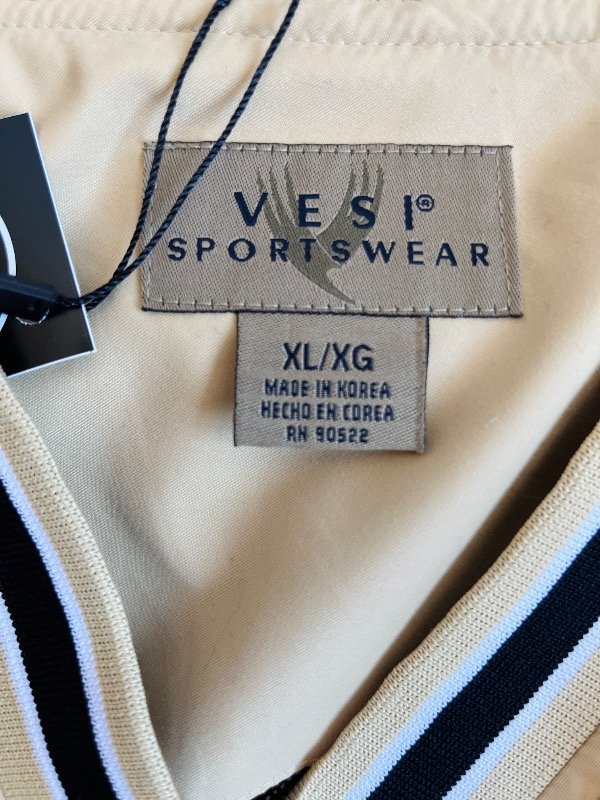 VESI®
SPORTSWEAR
XL/XG
MADE IN KOREA
HECHO EN COREA
RN 90522